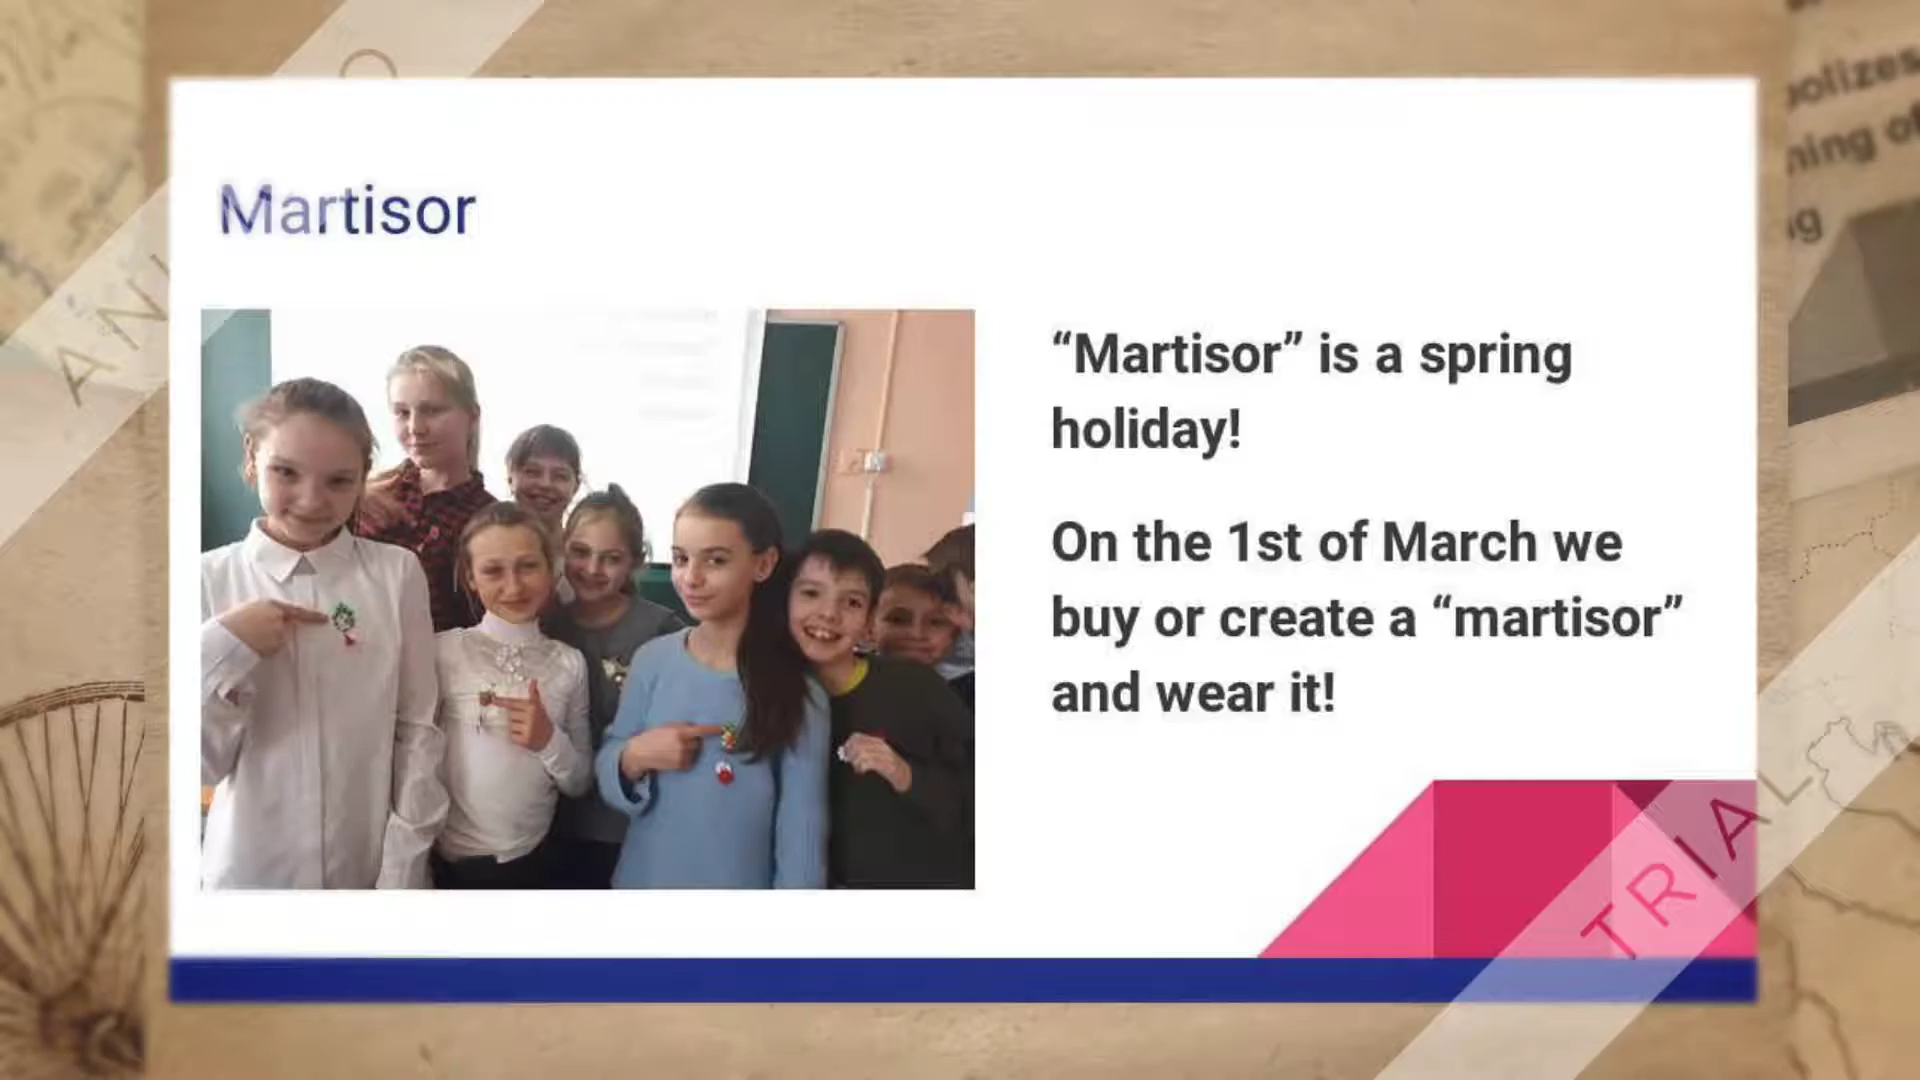 Martisor
“Martisor” is a spring
holiday!
On the 1st of March we
buy or create a “martisor”
and wear it!
TRIAL